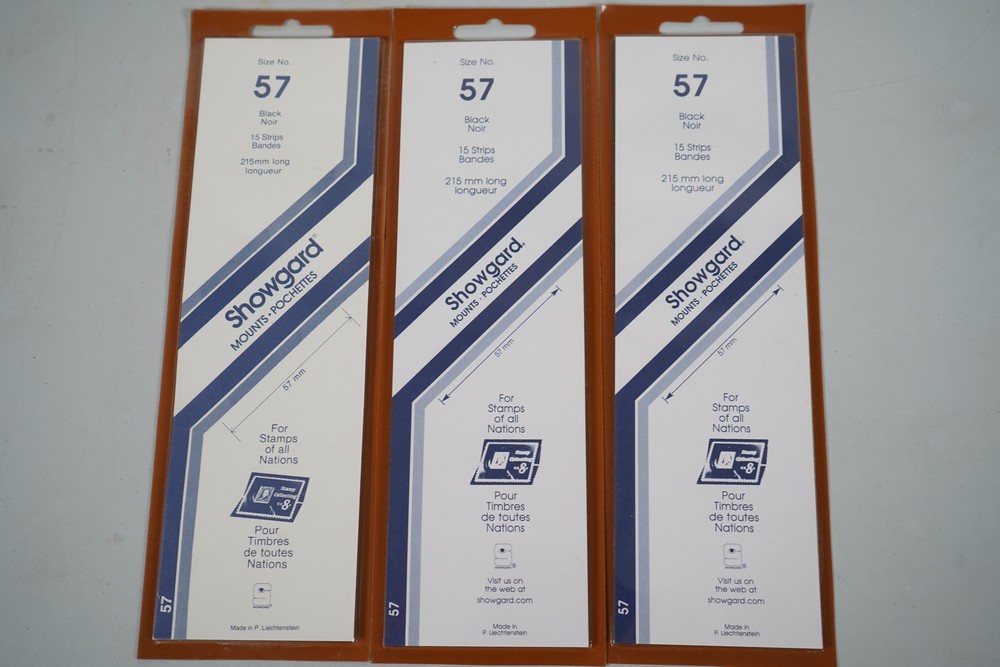 Size No.
57
Black
Noir
15 Strips
Bandes
215mm long
longueur
Showgard®
MOUNTS • POCHETTES
57 mm
For
Stamps
of all
Nations
Stamp
Collecting
U.S. 8c
Pour
Timbres
de toutes
Nations
57
Made in P. Liechtenstein
Size No.
57
Black
Noir
15 Strips
Bandes
215 mm long
longueur
Showgard®
MOUNTS • POCHETTES
57 mm
For
Stamps
of all
Nations
Pour
Timbres
de toutes
Nations
®
Visit us on
the web at
showgard.com
57
Made in
P. Liechtenstein
Size No.
57
Black
Noir
15 Strips
Bandes
215 mm long
longueur
Showgard®
MOUNTS • POCHETTES
57 mm
For
Stamps
of all
Nations
Pour
Timbres
de toutes
Nations
®
Visit us on
the web at
showgard.com
57
Made in
P. Liechtenstein